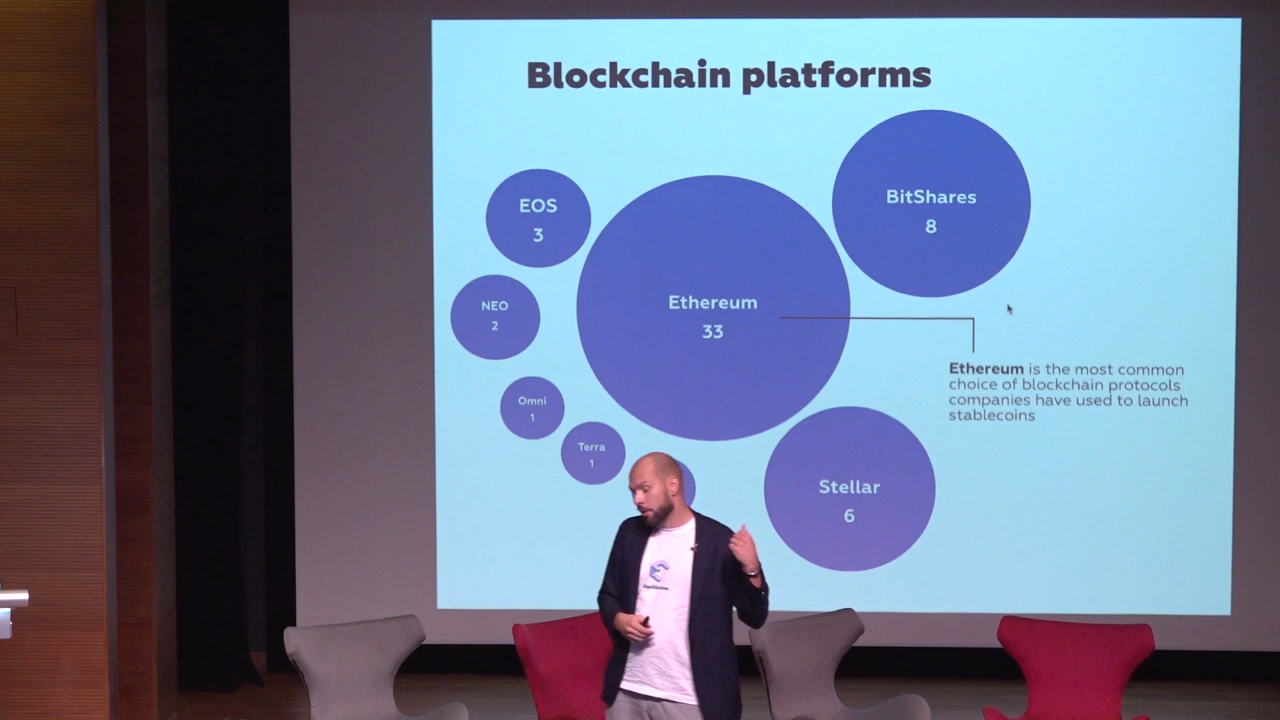 Blockchain platforms
BitShares
8
EOS
3
Ethereum
33
NEO
2
Ethereum is the most common
choice of blockchain protocols
companies have used to launch
stablecoins
Omni
1
Terra
1
Stellar
6